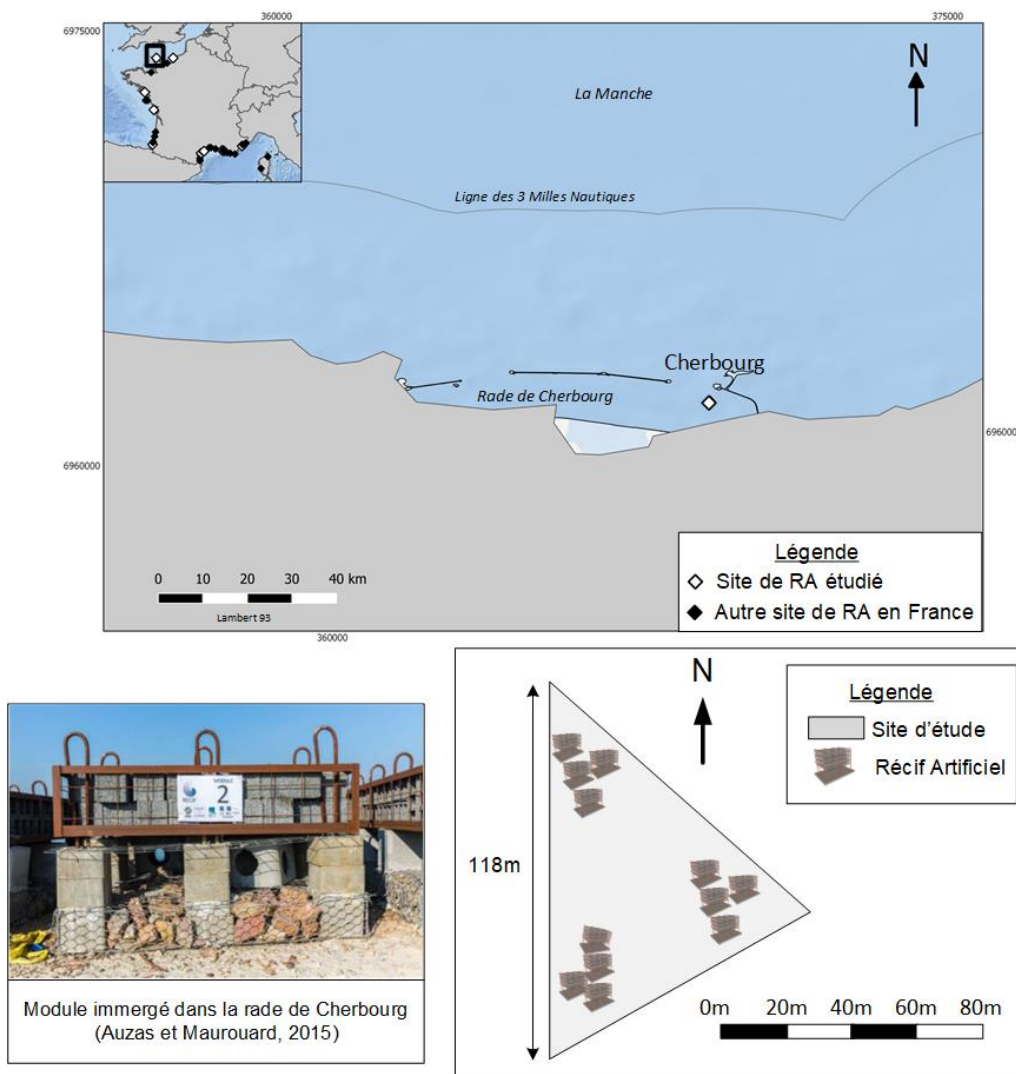 360000
375000
6975000
N
La Manche
Ligne des 3 Milles Nautiques
Cherbourg
Rade de Cherbourg
696000
6960000
Légende
Site de RA étudié
Autre site de RA en France
0 10 20 30 40 km
Lambert 93
360000
MODULE
2
RECIF
Module immergé dans la rade de Cherbourg
(Auzas et Maurouard, 2015)
N
Légende
Site d'étude
Récif Artificiel
118m
0m 20m 40m 60m 80m